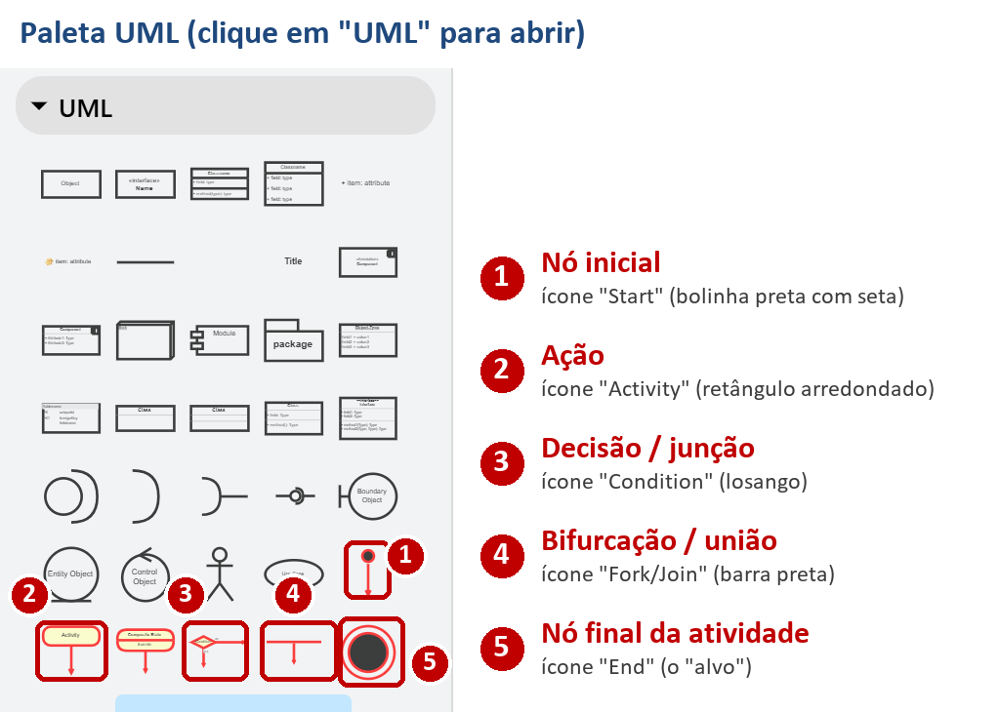 Paleta UML (clique em "UML" para abrir)
UML
Object
«interface»
Name
Classname
+ field: type
+ method(type): type
Classname
+ field: type
+ field: type
+ field: type
+ item: attribute
item: attribute
Title
«Annotation»
Component
Component
+ Attribute1: Type
+ Attribute2: Type
Module
package
Object:Type
field1 = value1
field2 = value2
field3 = value3
Tablename
PK uniqueId
FK1 foreignKey
fieldname
Class
Class
Class
+ field: Type
+ method(): Type
Interface
+ field1: Type
+ field2: Type
+ method1(Type): Type
+ method2(Type, Type): Type
Boundary
Object
Entity Object
Control
Object
Use Case
Activity
Composite State
Subtitle
1
2
3
4
5
1
Nó inicial
ícone "Start" (bolinha preta com seta)
2
Ação
ícone "Activity" (retângulo arredondado)
3
Decisão / junção
ícone "Condition" (losango)
4
Bifurcação / união
ícone "Fork/Join" (barra preta)
5
Nó final da atividade
ícone "End" (o "alvo")